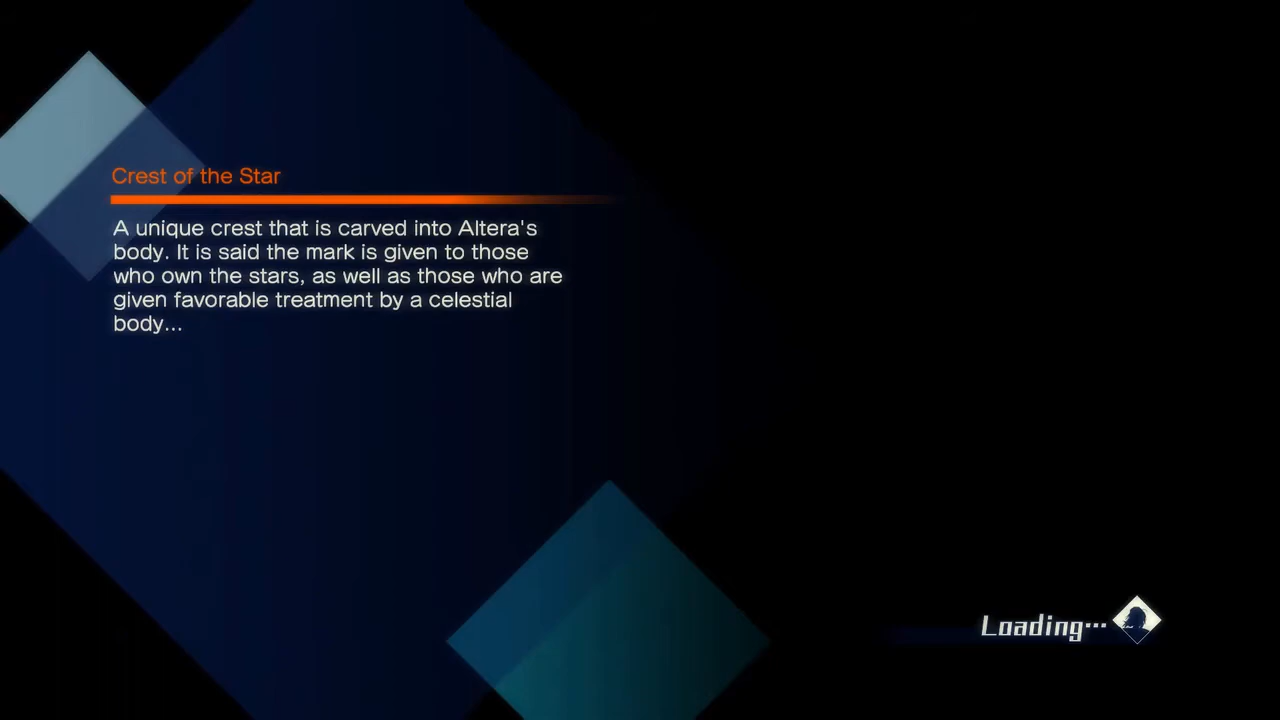 Crest of the Star
A unique crest that is carved into Altera's
body. It is said the mark is given to those
who own the stars, as well as those who are
given favorable treatment by a celestial
body...
Loading...